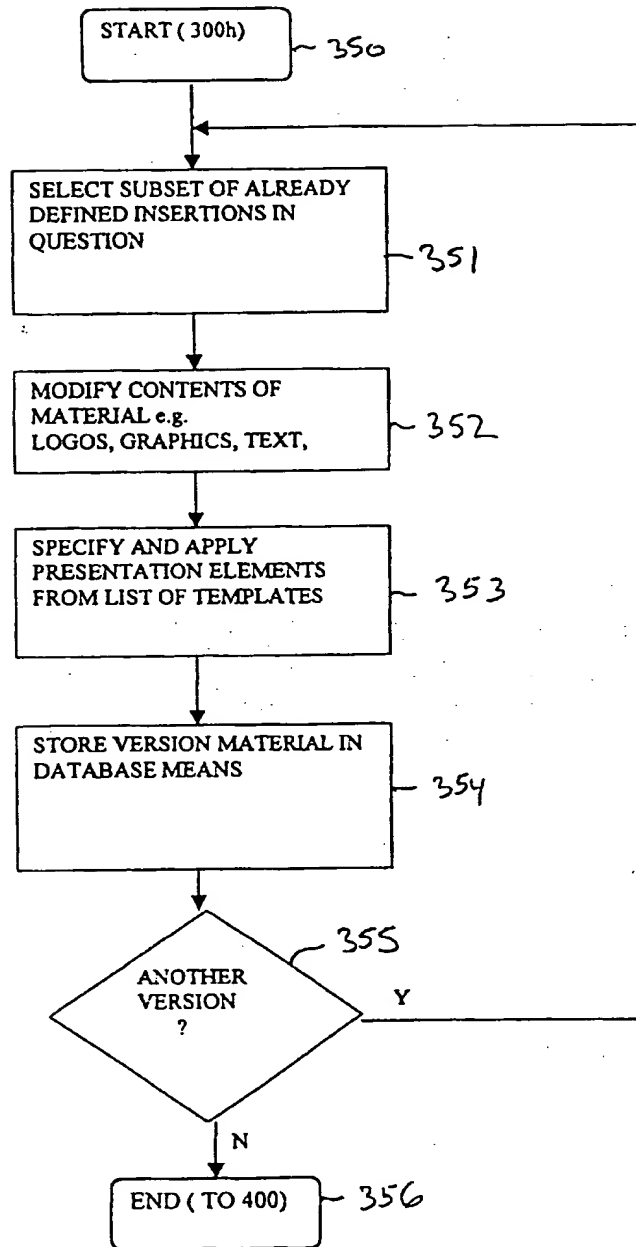 START ( 300h)
350
SELECT SUBSET OF ALREADY
DEFINED INSERTIONS IN
QUESTION
351
MODIFY CONTENTS OF
MATERIAL e.g.
LOGOS, GRAPHICS, TEXT,
352
SPECIFY AND APPLY
PRESENTATION ELEMENTS
FROM LIST OF TEMPLATES
353
STORE VERSION MATERIAL IN
DATABASE MEANS
354
355
ANOTHER
VERSION
?
Y
N
END ( TO 400)
356